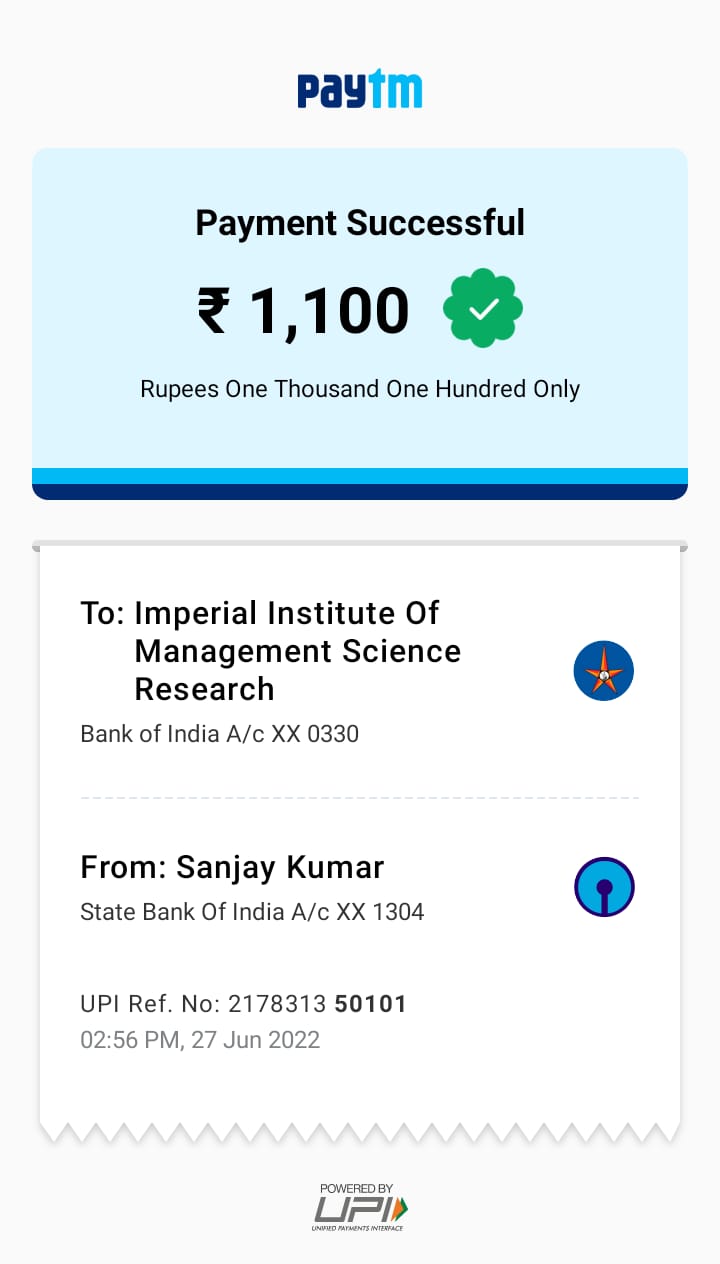 paytm
Payment Successful
₹ 1,100
Rupees One Thousand One Hundred Only
To: Imperial Institute Of
Management Science
Research
Bank of India A/c XX 0330
From: Sanjay Kumar
State Bank Of India A/c XX 1304
UPI Ref. No: 2178313 50101
02:56 PM, 27 Jun 2022
POWERED BY
UPI
UNIFIED PAYMENTS INTERFACE